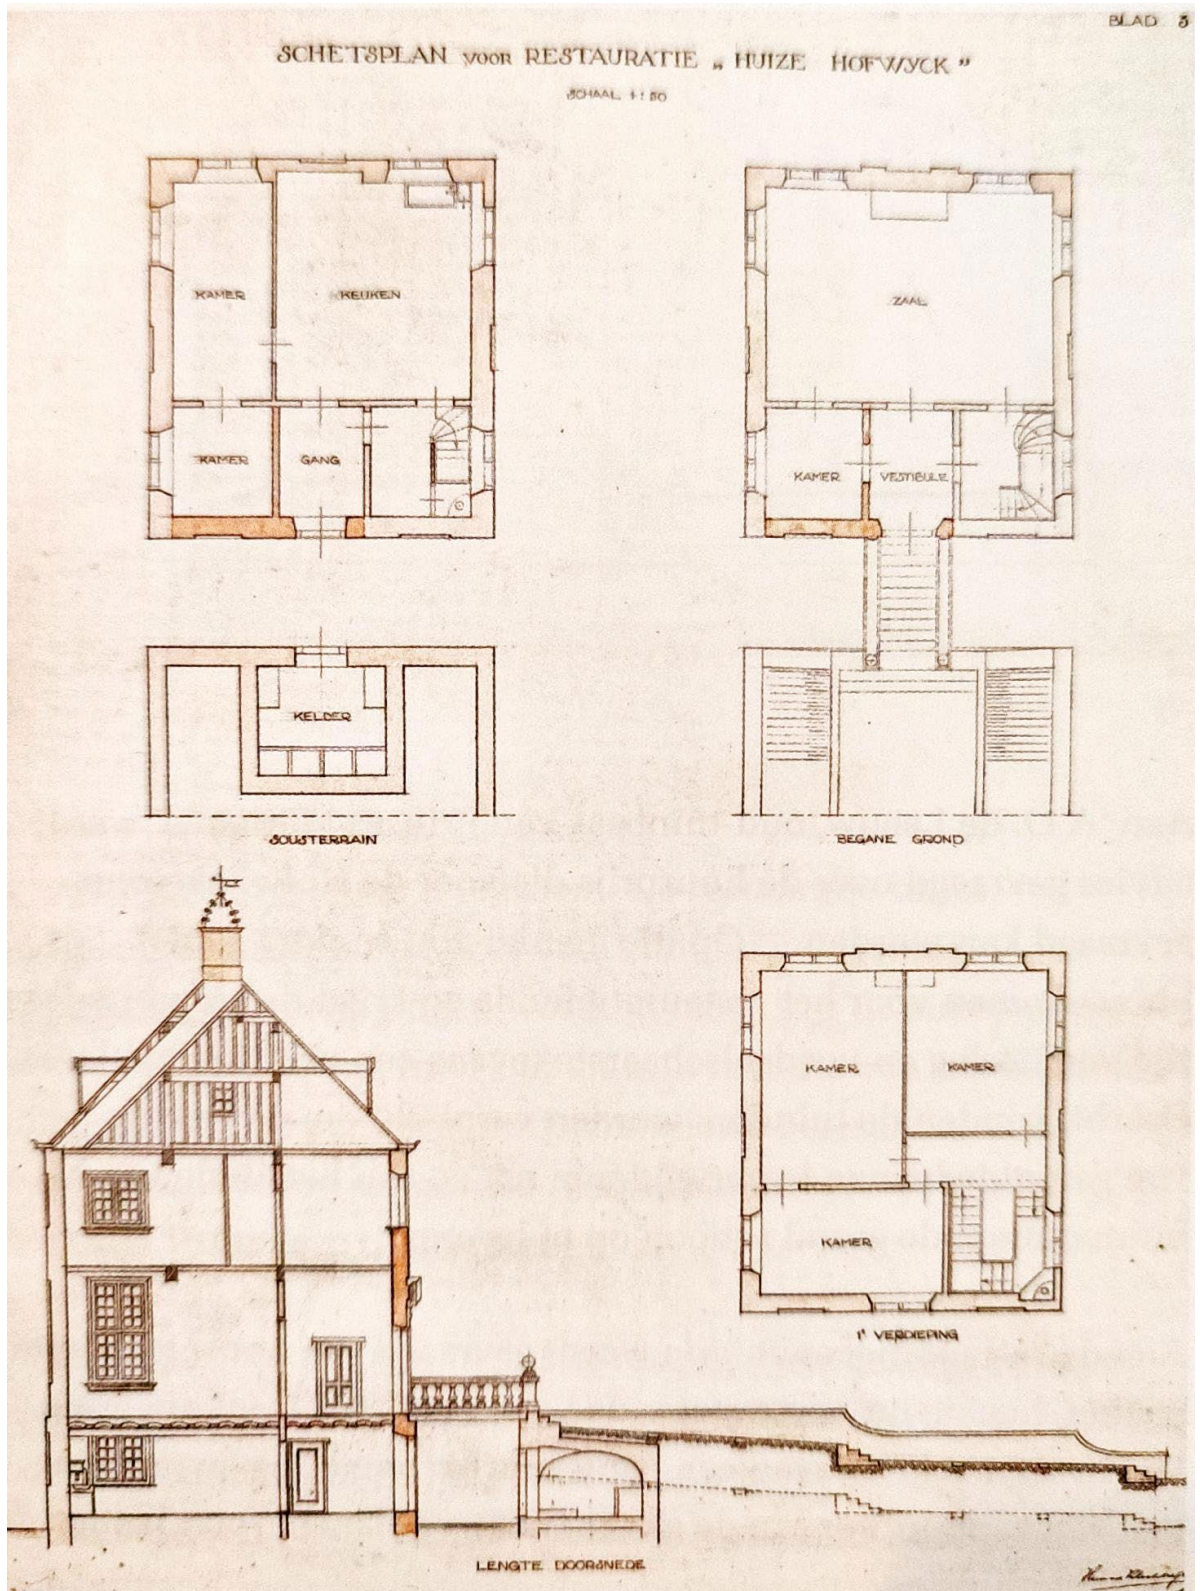 BLAD 3
SCHETSPLAN VOOR RESTAURATIE „ HUIZE HOFWYCK ”
SCHAAL 1:50
KAMER
KEUKEN
KAMER
GANG
ZAAL
KAMER
VESTIBULE
KELDER
SOUSTERRAIN
BEGANE GROND
KAMER
KAMER
KAMER
1e VERDIEPING
LENGTE DOORSNEDE